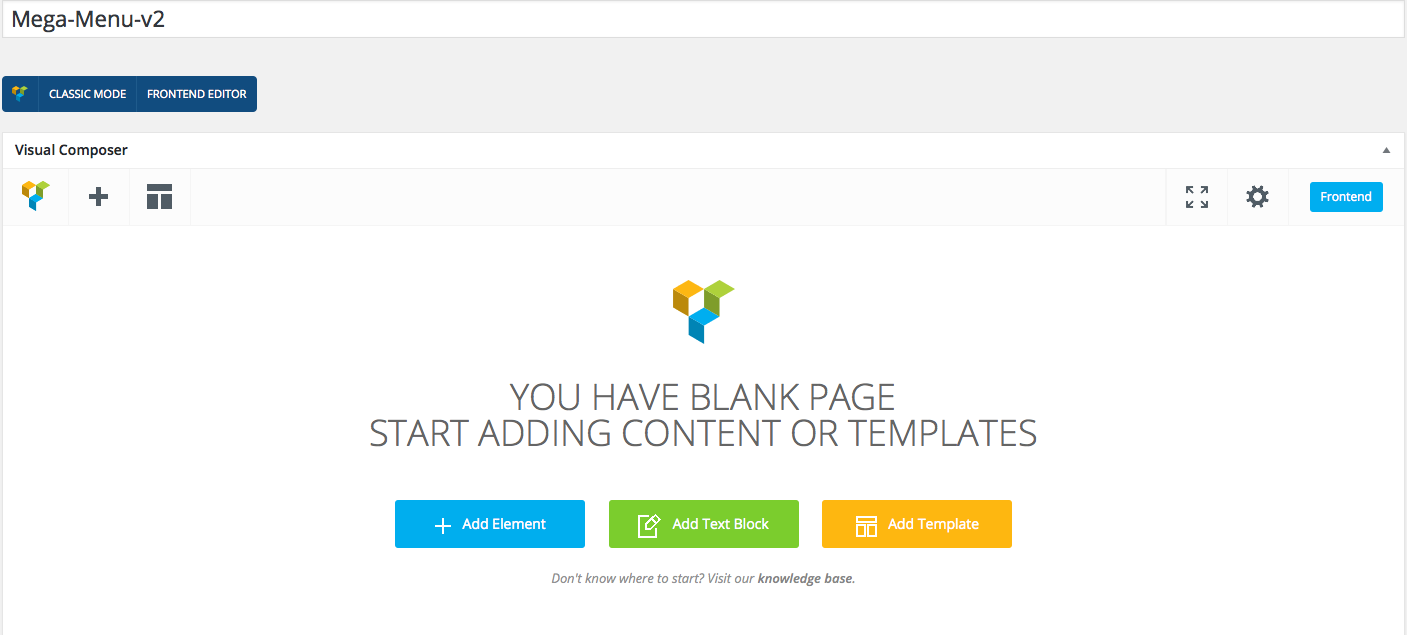 Mega-Menu-v2
CLASSIC MODE FRONTEND EDITOR
Visual Composer
Frontend
YOU HAVE BLANK PAGE
START ADDING CONTENT OR TEMPLATES
Add Element Add Text Block Add Template
Don't know where to start? Visit our knowledge base.